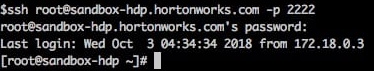 $ssh root@sandbox-hdp.hortonworks.com -p 2222
root@sandbox-hdp.hortonworks.com's password:
Last login: Wed Oct  3 04:34:34 2018 from 172.18.0.3
[root@sandbox-hdp ~]#